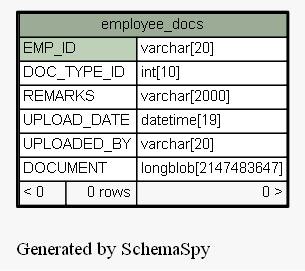 employee_docs
EMP_ID varchar[20]
DOC_TYPE_ID int[10]
REMARKS varchar[2000]
UPLOAD_DATE datetime[19]
UPLOADED_BY varchar[20]
DOCUMENT longblob[2147483647]
< 0 0 rows 0 >
Generated by SchemaSpy